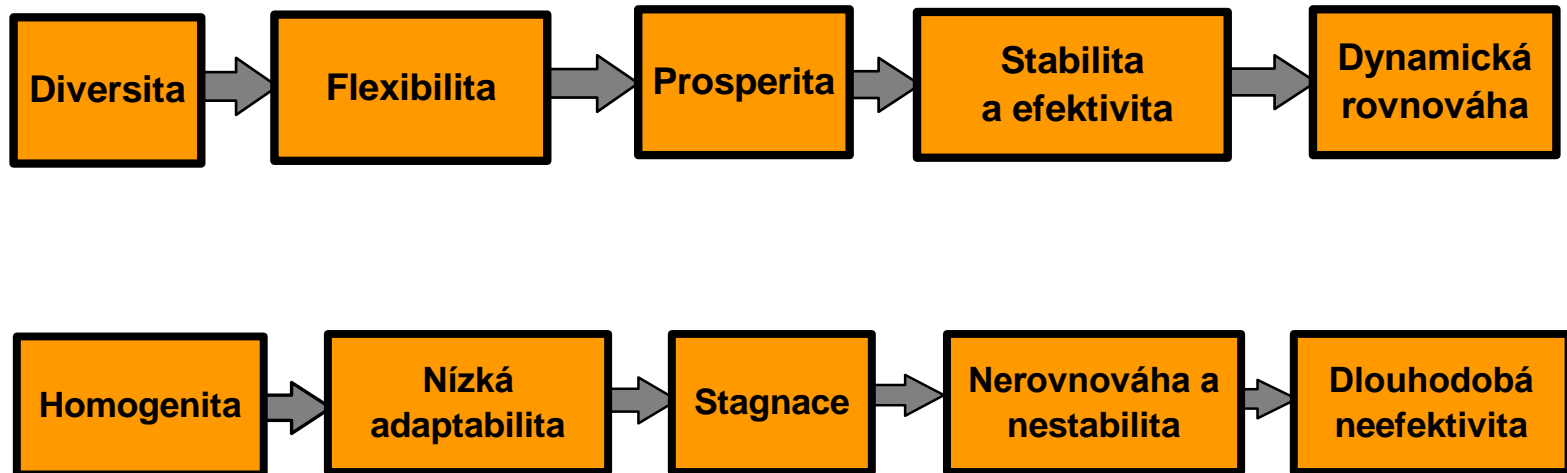 Diversita
Flexibilita
Prosperita
Stabilita
a efektivita
Dynamická
rovnováha
Homogenita
Nízká
adaptabilita
Stagnace
Nerovnováha a
nestabilita
Dlouhodobá
neefektivita